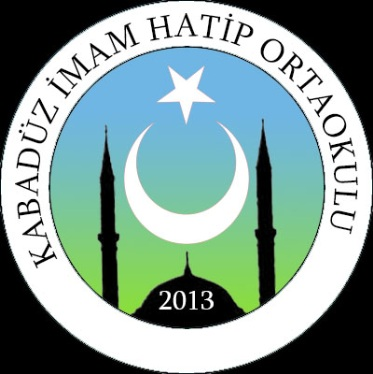 KABADÜZ İMAM HATİP ORTAOKULU
2013